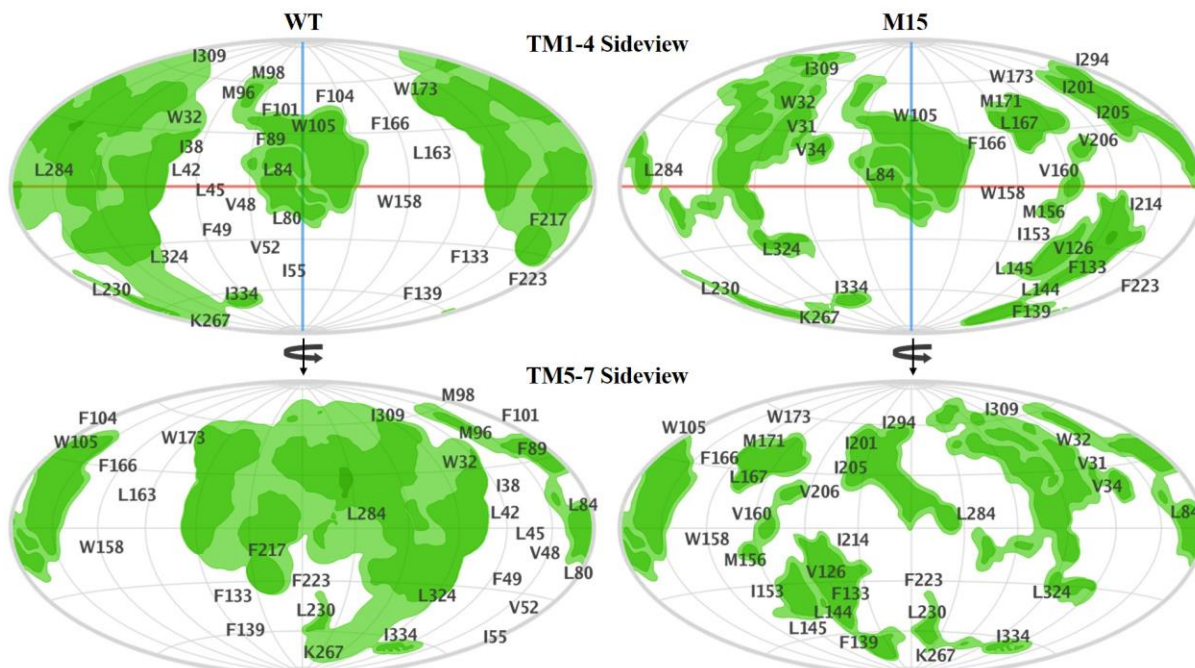 WT
M15
TM1-4 Sideview
I309
M98
M96
F101
F104
W173
W32
W105
F166
F89
I38
L163
L284
L42
L84
L45
W158
V48
L80
F217
F49
V52
L324
I55
F133
F223
L230
I334
F139
K267
I294
I309
W173
I201
W32
M171
I205
W105
L167
V31
V206
V34
F166
L284
L84
V160
W158
M156
I214
I153
V126
L324
L145
F133
L144
F223
L230
I334
F139
K267
TM5-7 Sideview
M98
F104
I309
F101
W105
W173
M96
F89
F166
W32
L163
I38
L284
L42
L84
W158
L45
F217
V48
L80
F223
F49
F133
L324
L230
V52
F139
I334
I55
K267
W173
I294
I309
W105
M171
I201
W32
F166
I205
V31
L167
V206
V34
V160
L284
L84
W158
I214
M156
V126
F223
I153
F133
L324
L144
L230
L145
F139
I334
K267